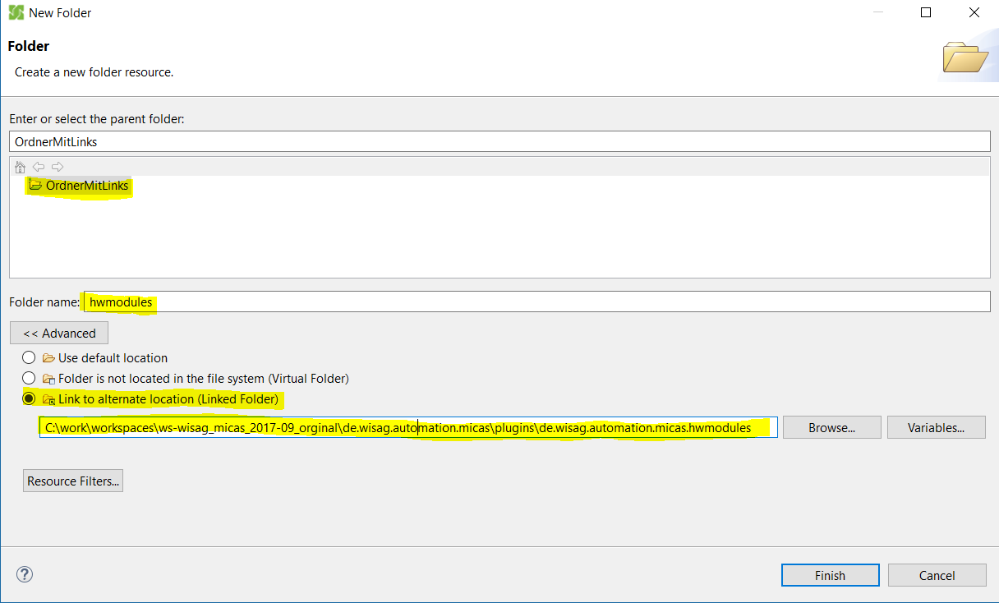 New Folder
Folder
Create a new folder resource.
Enter or select the parent folder:
OrdnerMitLinks
OrdnerMitLinks
Folder name: hwmodules
<< Advanced
Use default location
Folder is not located in the file system (Virtual Folder)
Link to alternate location (Linked Folder)
C:\work\workspaces\ws-wisag_micas_2017-09_orginal\de.wisag.automation.micas\plugins\de.wisag.automation.micas.hwmodules Browse... Variables...
Resource Filters...
? Finish Cancel